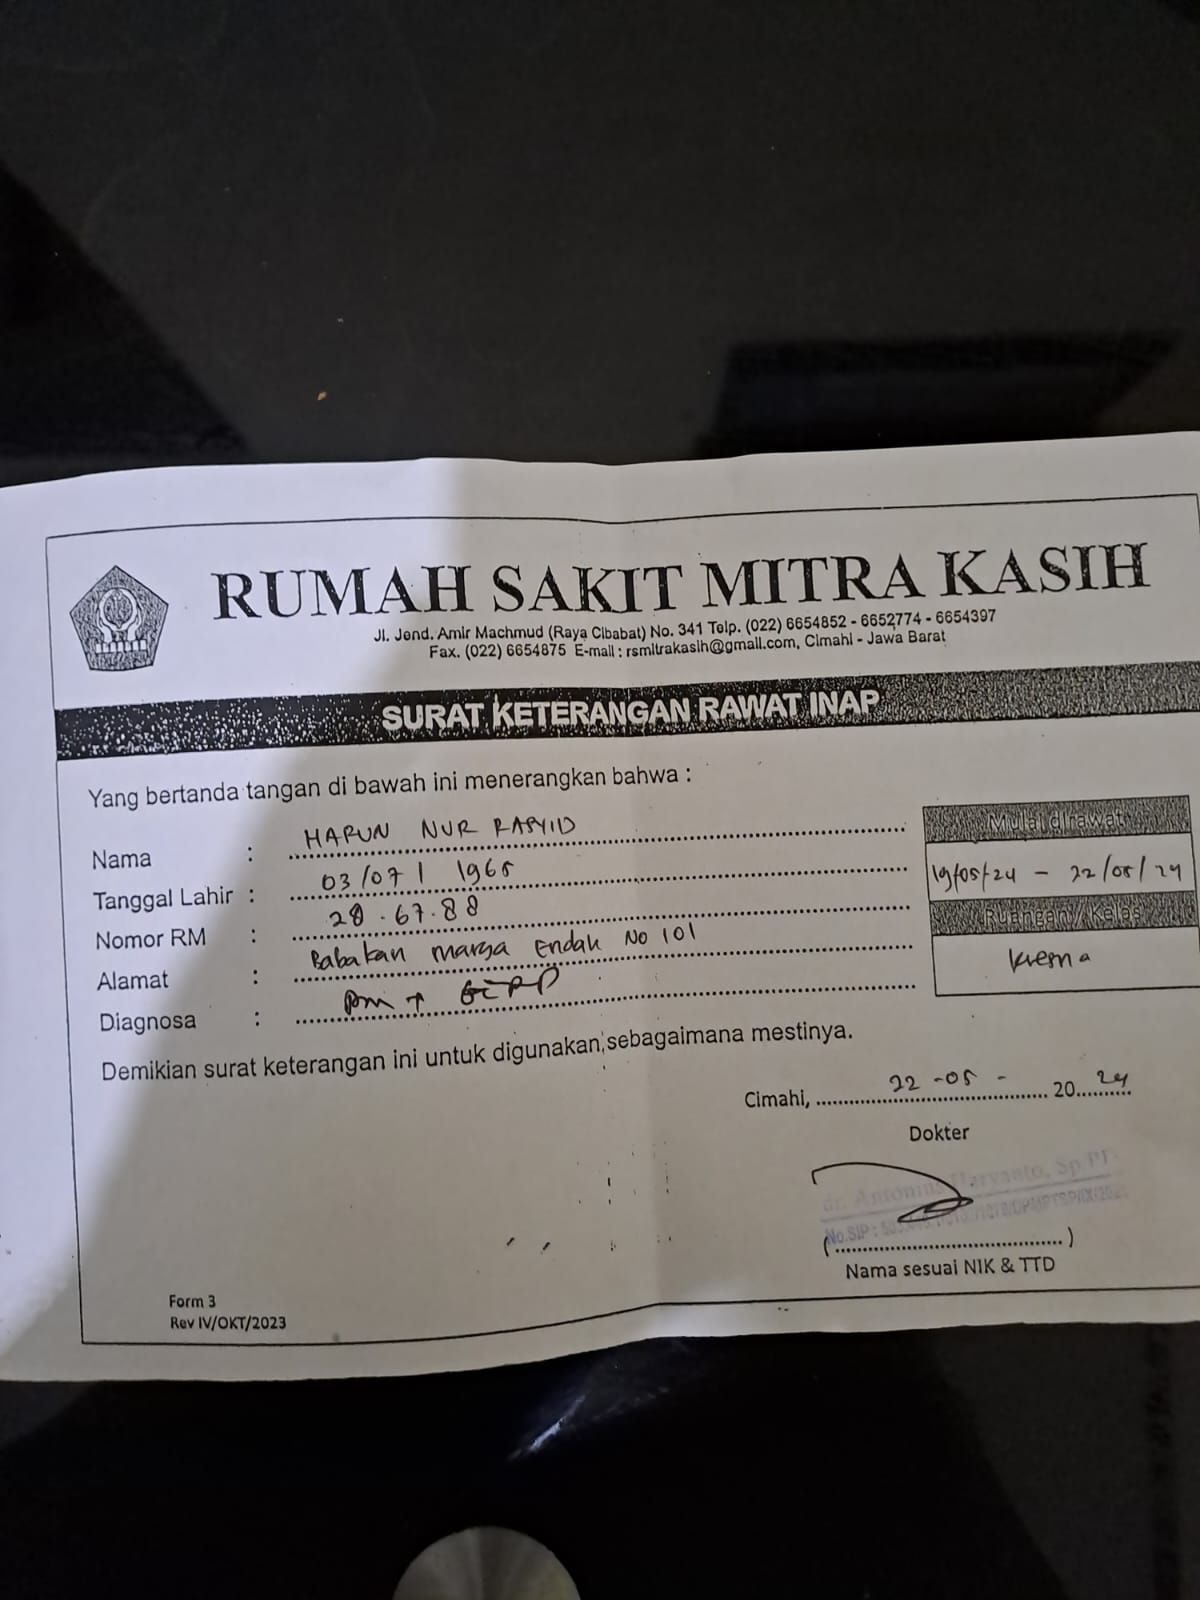 RUMAH SAKIT MITRA KASIH
Jl. Jend. Amir Machmud (Raya Cibabat) No. 341 Telp. (022) 6654852 - 6652774 - 6654397
Fax. (022) 6654875 E-mail : rsmitrakasih@gmail.com, Cimahi - Jawa Barat
SURAT KETERANGAN RAWAT INAP
Yang bertanda tangan di bawah ini menerangkan bahwa :
Nama : HARUN NUR RASYID
Tanggal Lahir : 03/07/1965
Nomor RM : 28.67.88
Alamat : Babakan marga Endah No 101
Diagnosa : GERD
Mulai dirawat
19/05/24 - 22/05/24
Ruangan / Kelas
Kresna
Demikian surat keterangan ini untuk digunakan sebagaimana mestinya.
Cimahi, 22-05- 2024
Dokter
dr. Haryanto, Sp.PD
No.SIP :
(..........)
Nama sesuai NIK & TTD
Form 3
Rev IV/OKT/2023